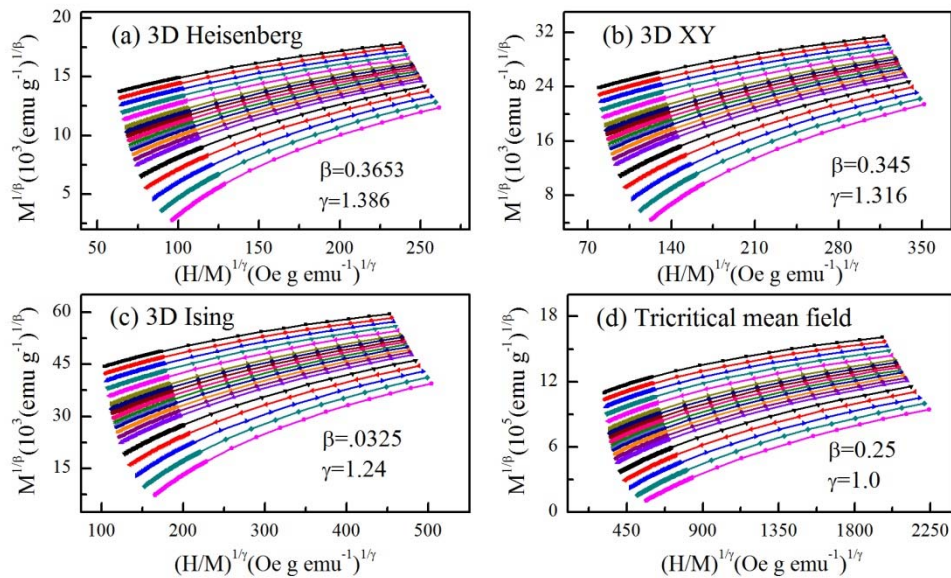 (a) 3D Heisenberg
M^1/β (10^3 (emu g^-1)^1/β
20
15
10
5
β=0.3653
γ=1.386
50 100 150 200 250
(H/M)^1/γ (Oe g emu^-1)^1/γ
(b) 3D XY
M^1/β (10^3 (emu g^-1)^1/β
32
24
16
8
β=0.345
γ=1.316
70 140 210 280 350
(H/M)^1/γ (Oe g emu^-1)^1/γ
(c) 3D Ising
M^1/β (10^3 (emu g^-1)^1/β
60
45
30
15
β=.0325
γ=1.24
100 200 300 400 500
(H/M)^1/γ (Oe g emu^-1)^1/γ
(d) Tricritical mean field
M^1/β (10^5 (emu g^-1)^1/β
18
12
6
0
β=0.25
γ=1.0
450 900 1350 1800 2250
(H/M)^1/γ (Oe g emu^-1)^1/γ